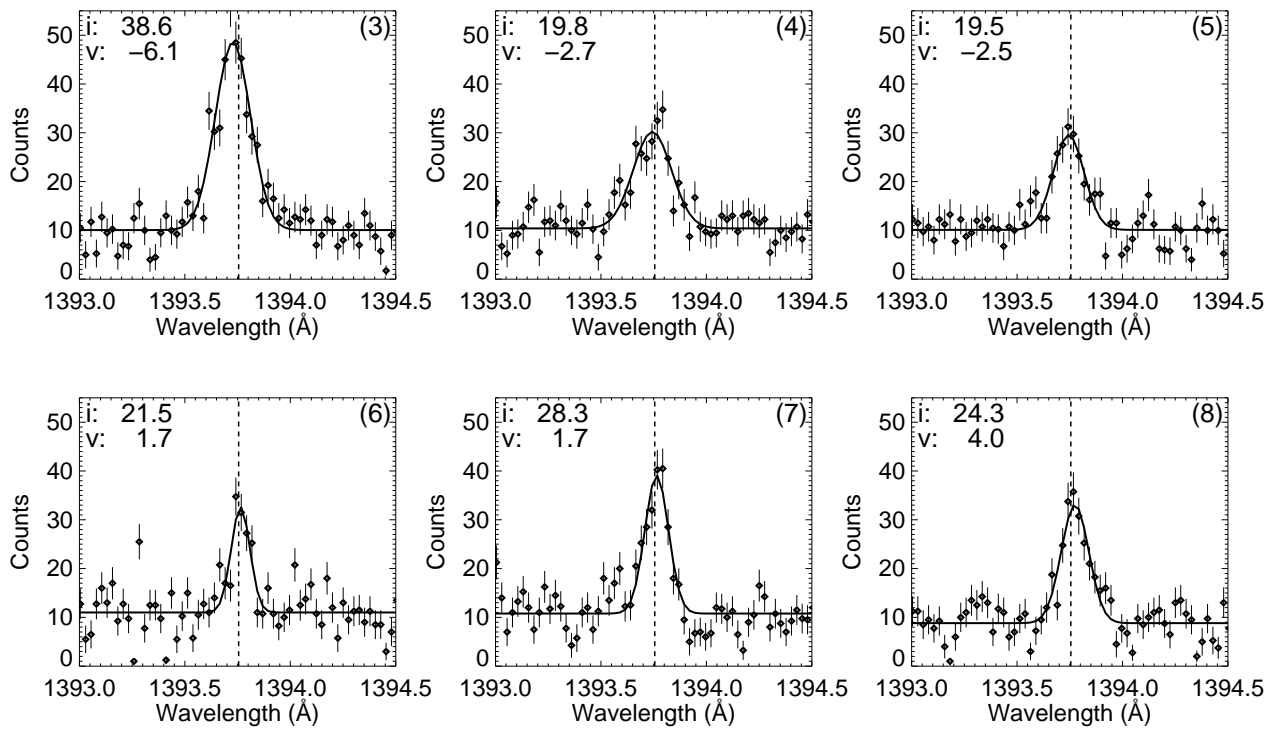 i: 38.6 (3)
v: −6.1
50
40
30
20
10
0
Counts
1393.0 1393.5 1394.0 1394.5
Wavelength (Å)
i: 19.8 (4)
v: −2.7
50
40
30
20
10
0
Counts
1393.0 1393.5 1394.0 1394.5
Wavelength (Å)
i: 19.5 (5)
v: −2.5
50
40
30
20
10
0
Counts
1393.0 1393.5 1394.0 1394.5
Wavelength (Å)
i: 21.5 (6)
v: 1.7
50
40
30
20
10
0
Counts
1393.0 1393.5 1394.0 1394.5
Wavelength (Å)
i: 28.3 (7)
v: 1.7
50
40
30
20
10
0
Counts
1393.0 1393.5 1394.0 1394.5
Wavelength (Å)
i: 24.3 (8)
v: 4.0
50
40
30
20
10
0
Counts
1393.0 1393.5 1394.0 1394.5
Wavelength (Å)